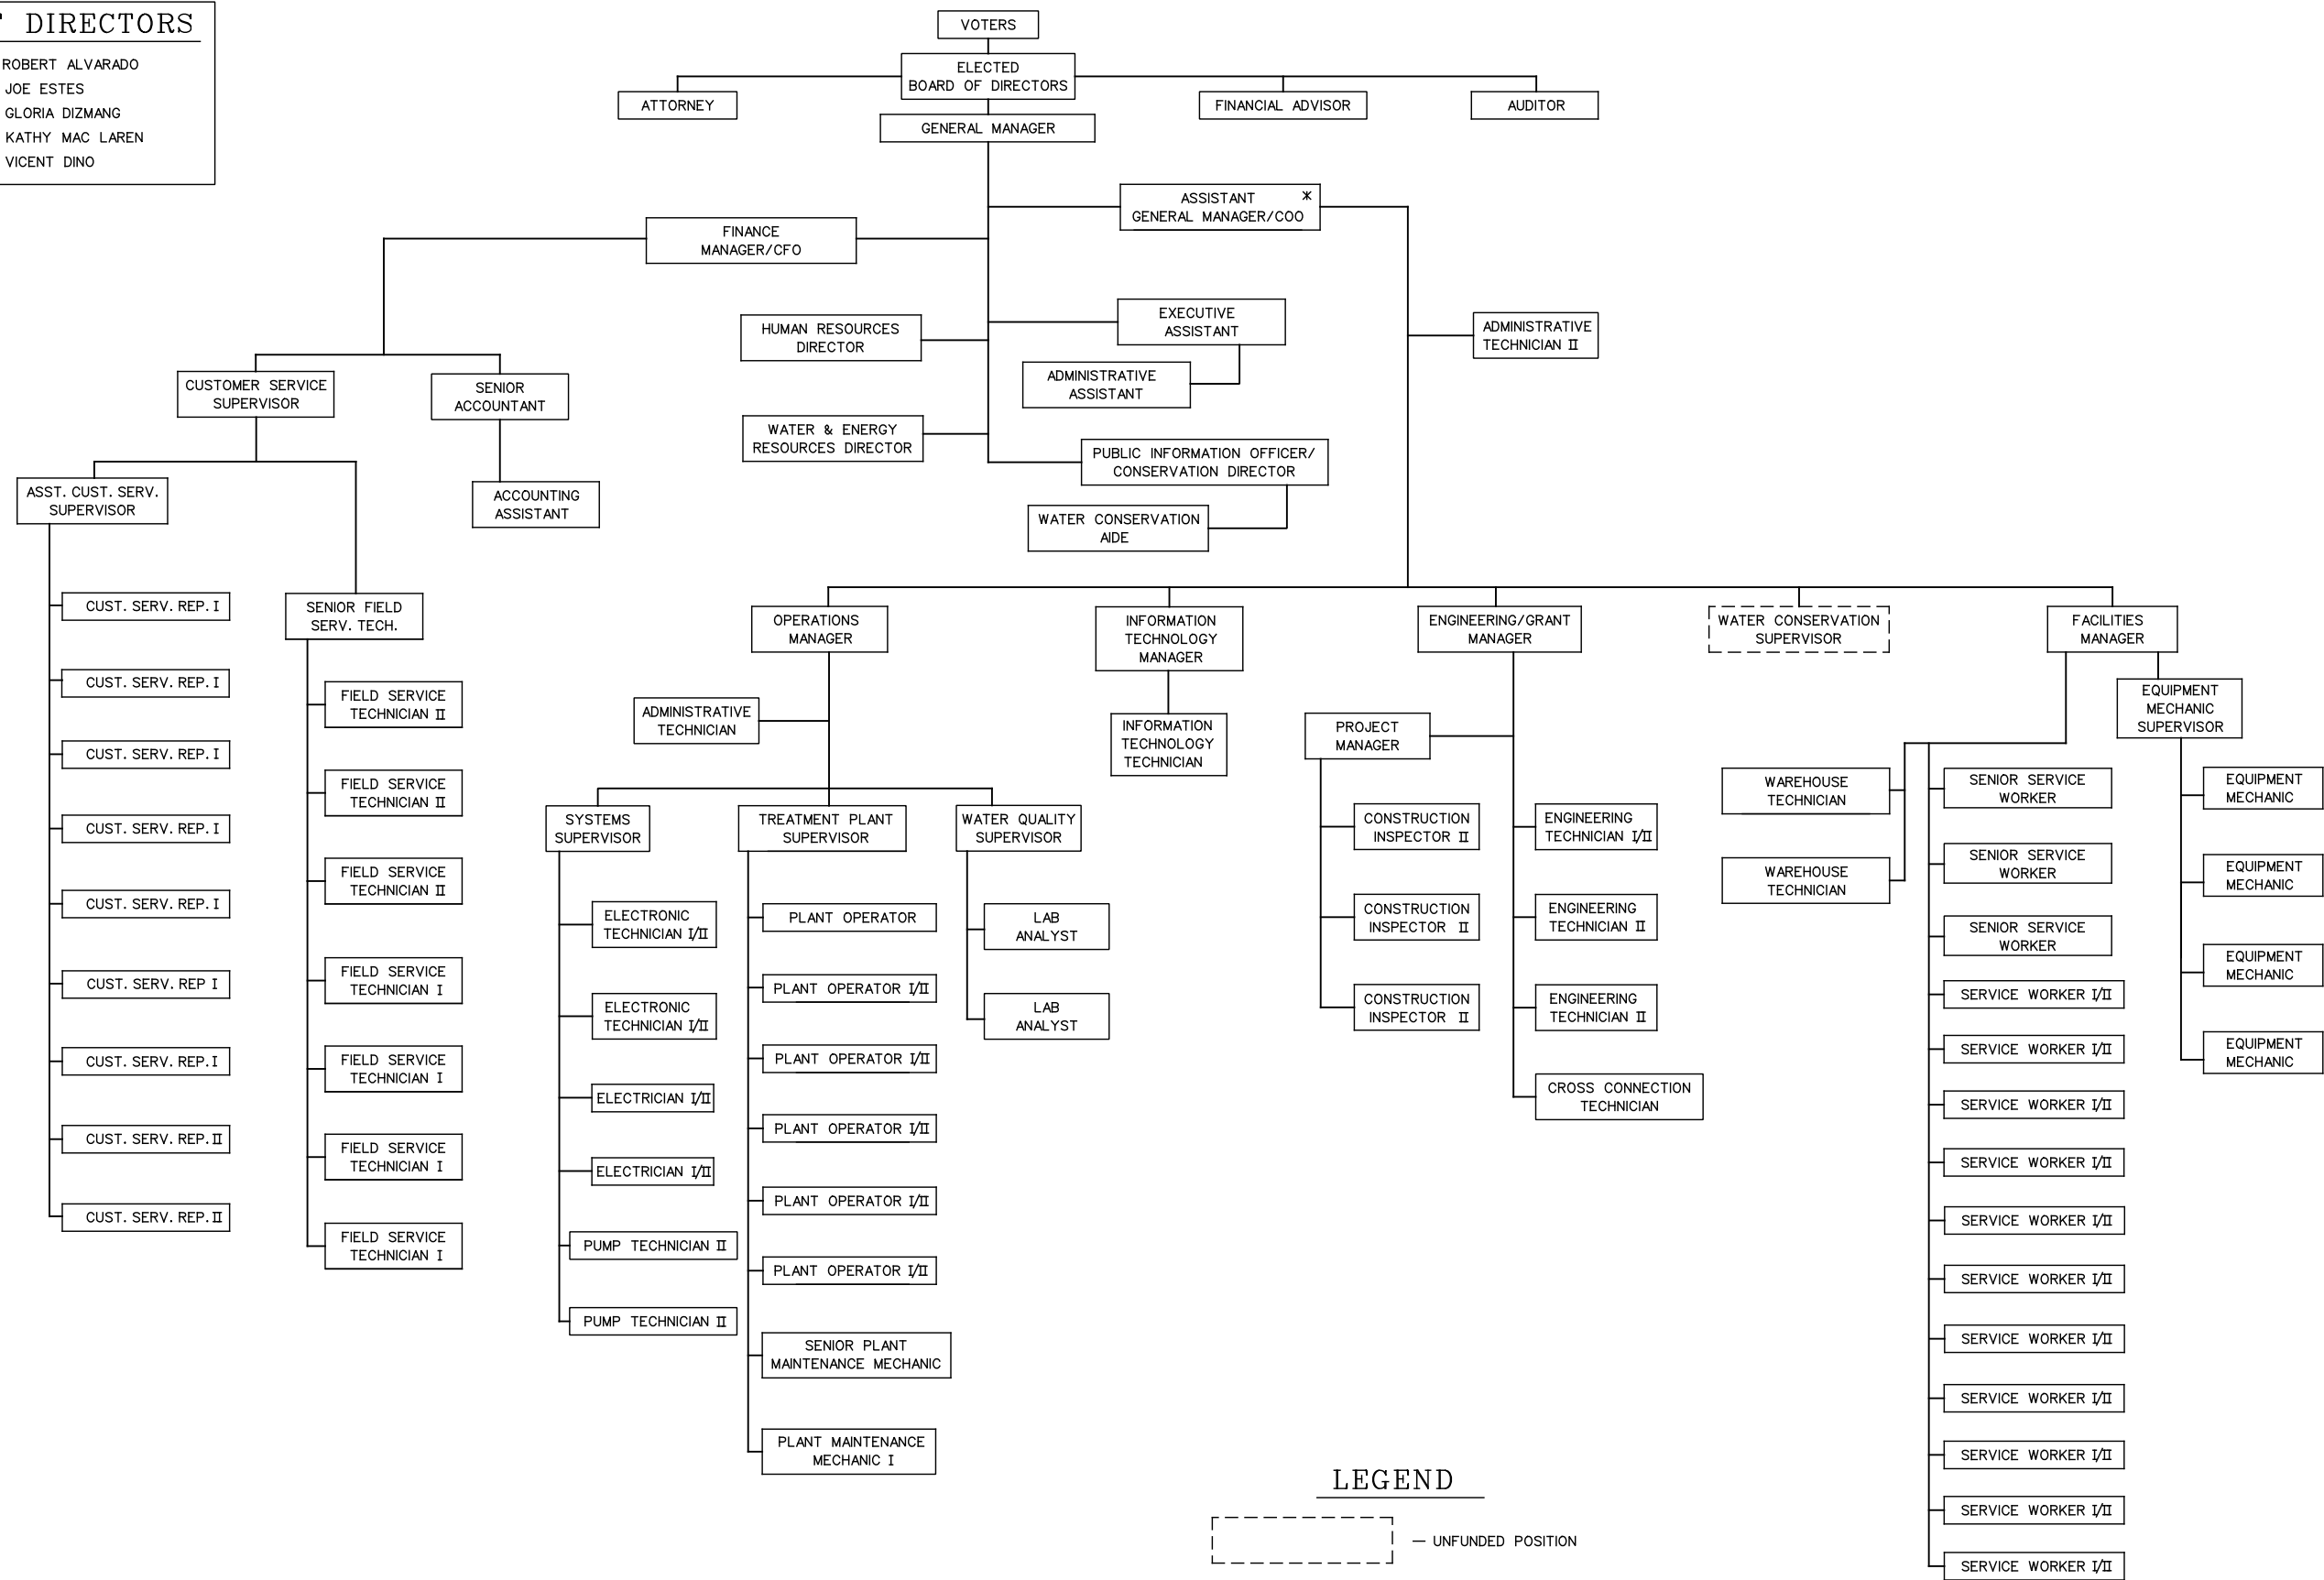 DIRECTORS
ROBERT ALVARADO
JOE ESTES
GLORIA DIZMANG
KATHY MAC LAREN
VICENT DINO
VOTERS
ELECTED
BOARD OF DIRECTORS
ATTORNEY
FINANCIAL ADVISOR
AUDITOR
GENERAL MANAGER
ASSISTANT *
GENERAL MANAGER/COO
FINANCE
MANAGER/CFO
HUMAN RESOURCES
DIRECTOR
EXECUTIVE
ASSISTANT
ADMINISTRATIVE
TECHNICIAN II
ADMINISTRATIVE
ASSISTANT
CUSTOMER SERVICE
SUPERVISOR
SENIOR
ACCOUNTANT
WATER & ENERGY
RESOURCES DIRECTOR
PUBLIC INFORMATION OFFICER/
CONSERVATION DIRECTOR
ASST. CUST. SERV.
SUPERVISOR
ACCOUNTING
ASSISTANT
WATER CONSERVATION
AIDE
CUST. SERV. REP. I
CUST. SERV. REP. I
CUST. SERV. REP. I
CUST. SERV. REP. I
CUST. SERV. REP. I
CUST. SERV. REP I
CUST. SERV. REP. I
CUST. SERV. REP. II
CUST. SERV. REP. II
SENIOR FIELD
SERV. TECH.
FIELD SERVICE
TECHNICIAN II
FIELD SERVICE
TECHNICIAN II
FIELD SERVICE
TECHNICIAN II
FIELD SERVICE
TECHNICIAN I
FIELD SERVICE
TECHNICIAN I
FIELD SERVICE
TECHNICIAN I
FIELD SERVICE
TECHNICIAN I
OPERATIONS
MANAGER
INFORMATION
TECHNOLOGY
MANAGER
ENGINEERING/GRANT
MANAGER
WATER CONSERVATION
SUPERVISOR
FACILITIES
MANAGER
ADMINISTRATIVE
TECHNICIAN
INFORMATION
TECHNOLOGY
TECHNICIAN
PROJECT
MANAGER
EQUIPMENT
MECHANIC
SUPERVISOR
SYSTEMS
SUPERVISOR
TREATMENT PLANT
SUPERVISOR
WATER QUALITY
SUPERVISOR
ELECTRONIC
TECHNICIAN I/II
ELECTRONIC
TECHNICIAN I/II
ELECTRICIAN I/II
ELECTRICIAN I/II
PUMP TECHNICIAN II
PUMP TECHNICIAN II
PLANT OPERATOR
PLANT OPERATOR I/II
PLANT OPERATOR I/II
PLANT OPERATOR I/II
PLANT OPERATOR I/II
PLANT OPERATOR I/II
SENIOR PLANT
MAINTENANCE MECHANIC
PLANT MAINTENANCE
MECHANIC I
LAB
ANALYST
LAB
ANALYST
CONSTRUCTION
INSPECTOR II
CONSTRUCTION
INSPECTOR II
CONSTRUCTION
INSPECTOR II
ENGINEERING
TECHNICIAN I/II
ENGINEERING
TECHNICIAN II
ENGINEERING
TECHNICIAN II
CROSS CONNECTION
TECHNICIAN
WAREHOUSE
TECHNICIAN
WAREHOUSE
TECHNICIAN
SENIOR SERVICE
WORKER
SENIOR SERVICE
WORKER
SENIOR SERVICE
WORKER
SERVICE WORKER I/II
SERVICE WORKER I/II
SERVICE WORKER I/II
SERVICE WORKER I/II
SERVICE WORKER I/II
SERVICE WORKER I/II
SERVICE WORKER I/II
SERVICE WORKER I/II
SERVICE WORKER I/II
SERVICE WORKER I/II
SERVICE WORKER I/II
EQUIPMENT
MECHANIC
EQUIPMENT
MECHANIC
EQUIPMENT
MECHANIC
EQUIPMENT
MECHANIC
LEGEND
— UNFUNDED POSITION